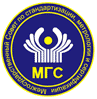 Межгосударственный Совет по стандартизации, метрологии и сертификации
МГС